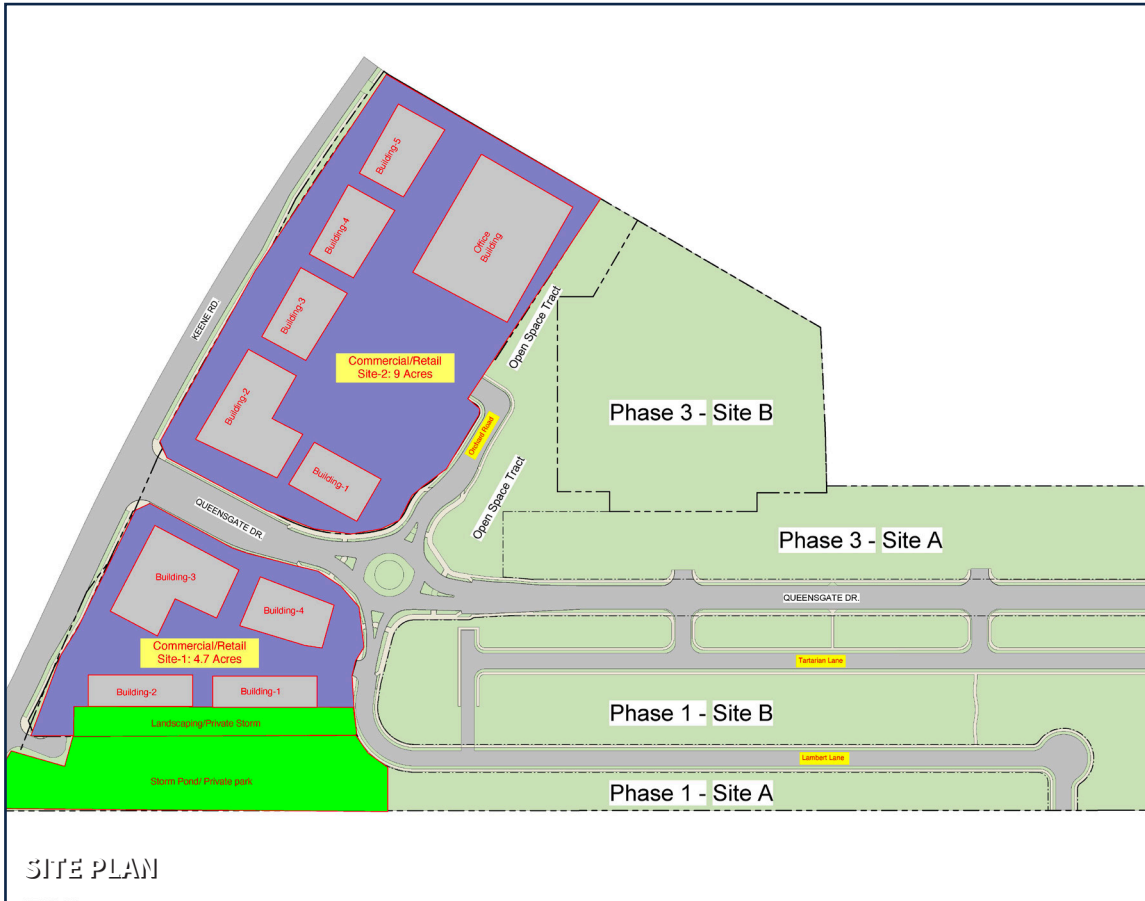 Building-5
Building-4
Office
Building
Building-3
KEENE RD.
Open Space Tract
Commercial/Retail
Site-2: 9 Acres
Building-2
Phase 3 - Site B
Orchard Road
Building-1
Open Space Tract
QUEENSGATE DR.
Phase 3 - Site A
Building-3
Building-4
QUEENSGATE DR.
Commercial/Retail
Site-1: 4.7 Acres
Tartarian Lane
Building-2
Building-1
Phase 1 - Site B
Landscaping/Private Storm
Lambert Lane
Storm Pond/ Private park
Phase 1 - Site A
SITE PLAN